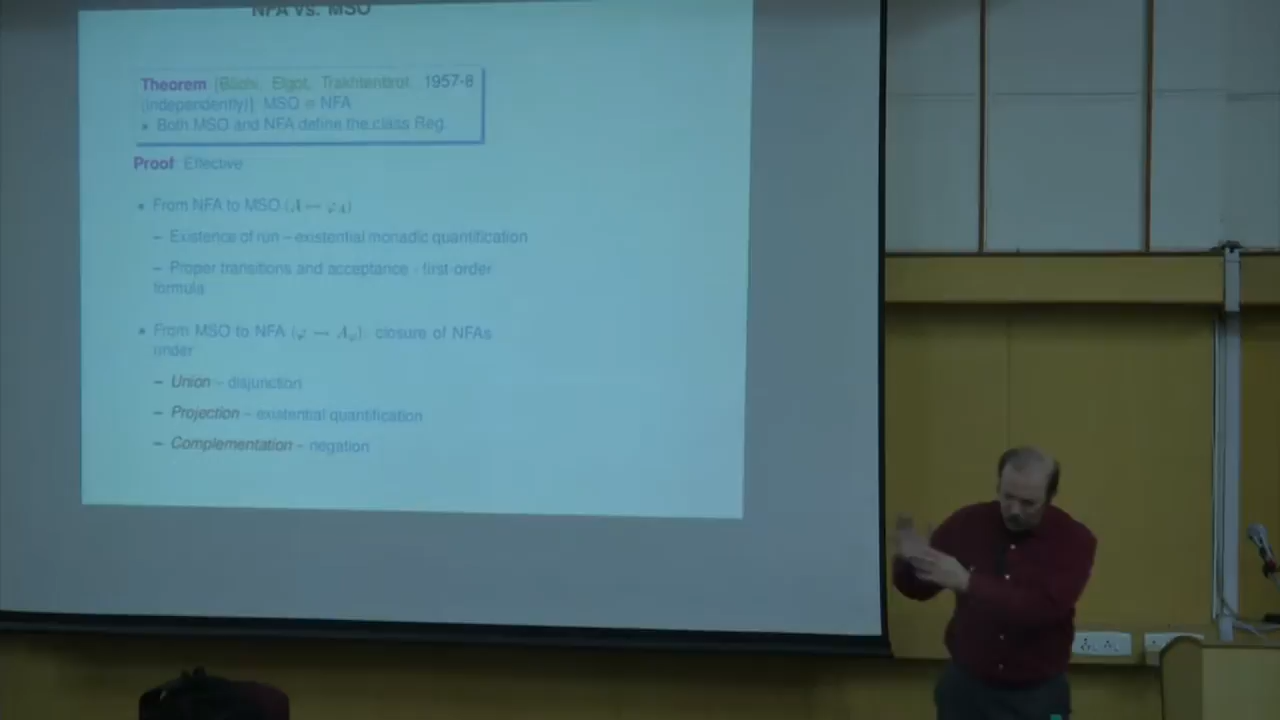 NFA vs. MSO
Theorem [Büchi, Elgot, Trakhtenbrot, 1957-8
(independently)]: MSO ≡ NFA
• Both MSO and NFA define the class Reg.
Proof: Effective
• From NFA to MSO (A ↦ φ_A)
– Existence of run – existential monadic quantification
– Proper transitions and acceptance - first-order
formula
• From MSO to NFA (φ ↦ A_φ): closure of NFAs
under
– Union – disjunction
– Projection – existential quantification
– Complementation – negation